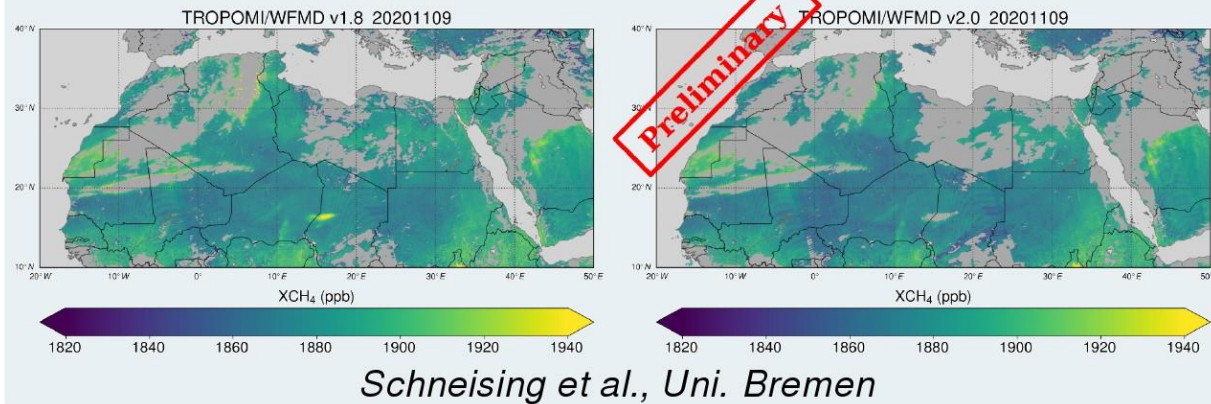 TROPOMI/WFMD v1.8 20201109
40°N
30°N
20°N
10°N
20°W 10°W 0° 10°E 20°E 30°E 40°E 50°E
XCH₄ (ppb)
1820 1840 1860 1880 1900 1920 1940
TROPOMI/WFMD v2.0 20201109
Preliminary
40°N
30°N
20°N
10°N
20°W 10°W 0° 10°E 20°E 30°E 40°E 50°E
XCH₄ (ppb)
1820 1840 1860 1880 1900 1920 1940
Schneising et al., Uni. Bremen